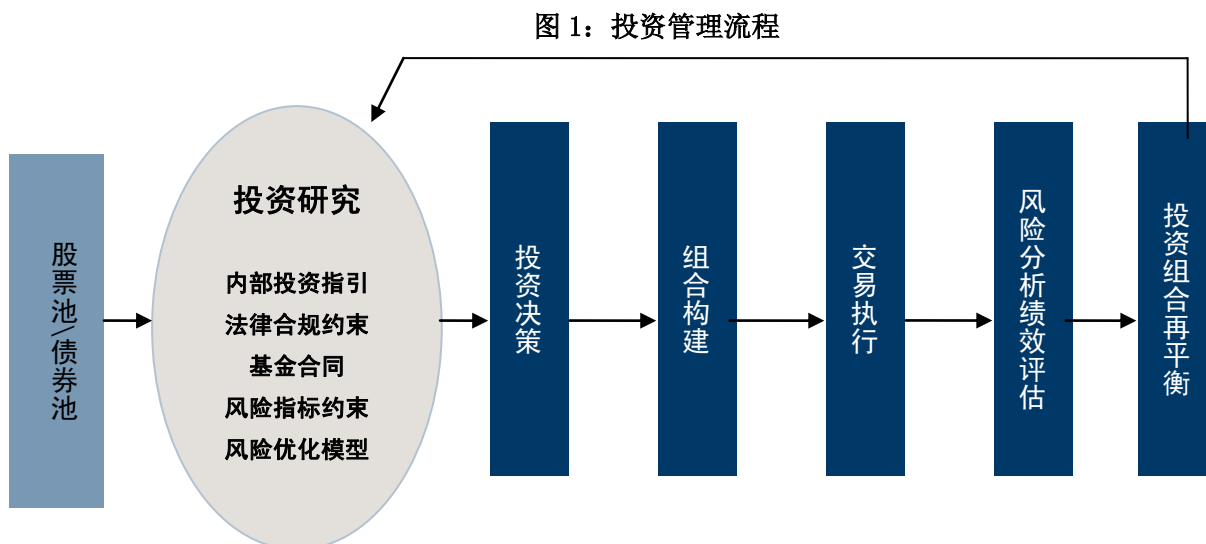 图 1：投资管理流程
股票池\债券池
投资研究
内部投资指引
法律合规约束
基金合同
风险指标约束
风险优化模型
投资决策
组合构建
交易执行
风险分析绩效评估
投资组合再平衡